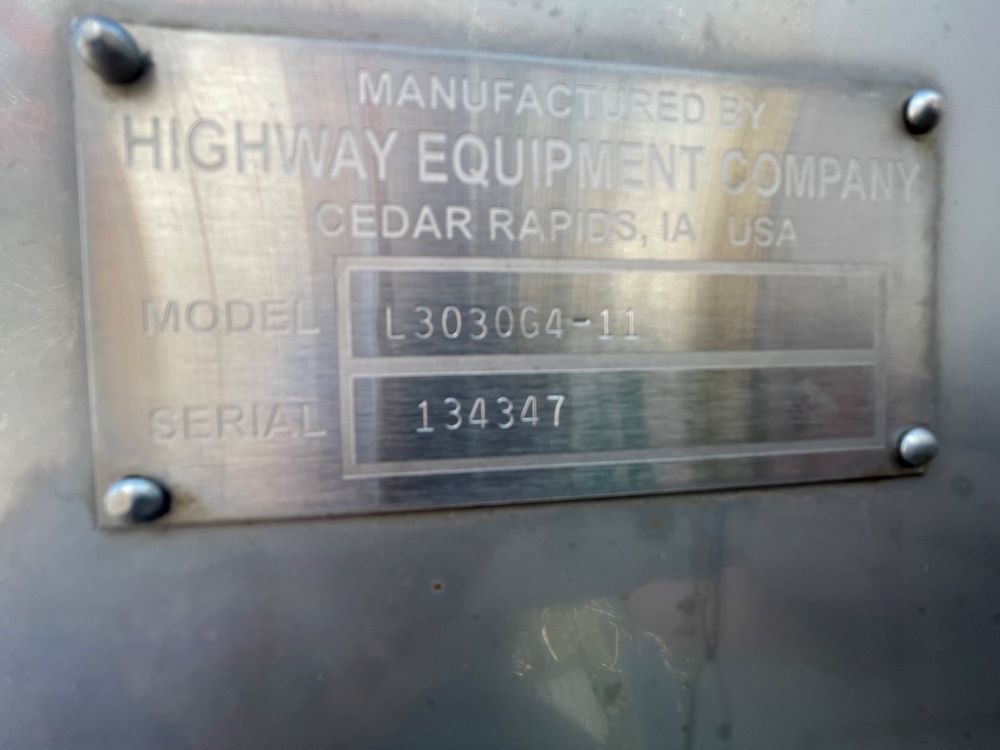 MANUFACTURED BY
HIGHWAY EQUIPMENT COMPANY
CEDAR RAPIDS, IA USA
MODEL L3030G4-11
SERIAL 134347